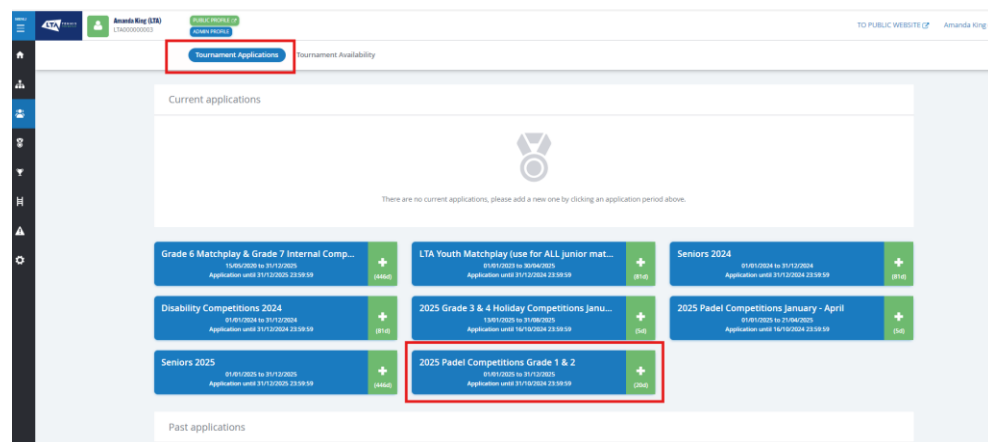 MENU
LTA TENNIS
Amanda King (LTA)
LTA000000003
PUBLIC PROFILE
ADMIN PROFILE
TO PUBLIC WEBSITE
Amanda King
Tournament Applications
Tournament Availability
Current applications
There are no current applications, please add a new one by clicking an application period above.
Grade 6 Matchplay & Grade 7 Internal Comp...
15/05/2020 to 31/12/2025
Application until 31/12/2025 23:59:59
(446d)
LTA Youth Matchplay (use for ALL junior mat...
01/01/2023 to 30/04/2025
Application until 31/12/2024 23:59:59
(81d)
Seniors 2024
01/01/2024 to 31/12/2024
Application until 31/12/2024 23:59:59
(81d)
Disability Competitions 2024
01/01/2024 to 31/12/2024
Application until 31/12/2024 23:59:59
(81d)
2025 Grade 3 & 4 Holiday Competitions Janu...
13/01/2025 to 31/08/2025
Application until 16/10/2024 23:59:59
(5d)
2025 Padel Competitions January - April
01/01/2025 to 21/04/2025
Application until 16/10/2024 23:59:59
(5d)
Seniors 2025
01/01/2025 to 31/12/2025
Application until 31/12/2025 23:59:59
(446d)
2025 Padel Competitions Grade 1 & 2
01/01/2025 to 31/12/2025
Application until 31/10/2024 23:59:59
(20d)
Past applications